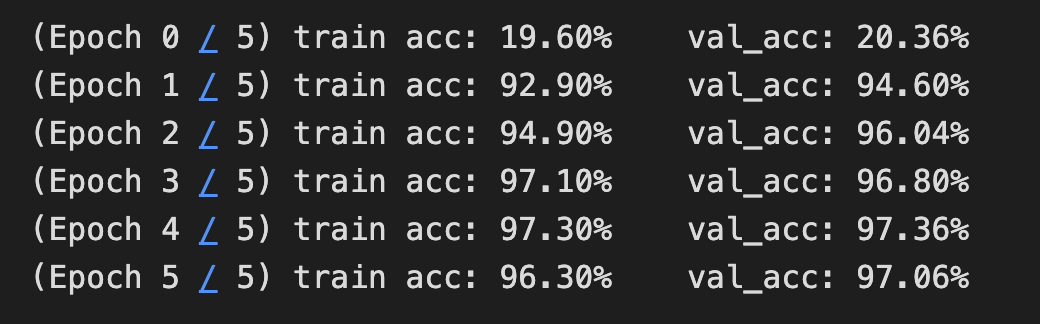 (Epoch 0 / 5) train acc: 19.60%    val_acc: 20.36%
(Epoch 1 / 5) train acc: 92.90%    val_acc: 94.60%
(Epoch 2 / 5) train acc: 94.90%    val_acc: 96.04%
(Epoch 3 / 5) train acc: 97.10%    val_acc: 96.80%
(Epoch 4 / 5) train acc: 97.30%    val_acc: 97.36%
(Epoch 5 / 5) train acc: 96.30%    val_acc: 97.06%